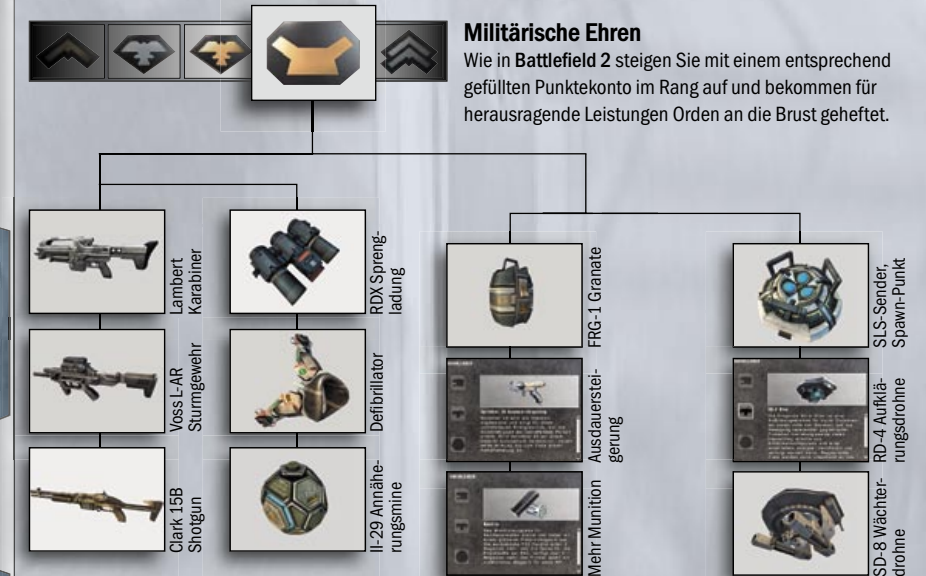 Militärische Ehren
Wie in Battlefield 2 steigen Sie mit einem entsprechend
gefüllten Punktekonto im Rang auf und bekommen für
herausragende Leistungen Orden an die Brust geheftet.
Lambert
Karabiner
RDX Spreng-
ladung
FRG-1 Granate
SLS-Sender,
Spawn-Punkt
Voss L-AR
Sturmgewehr
Defibrillator
Ausdauerstei-
gerung
RD-4 Aufklä-
rungsdrohne
Clark 15B
Shotgun
II-29 Annähe-
rungsmine
Mehr Munition
SD-8 Wächter-
drohne